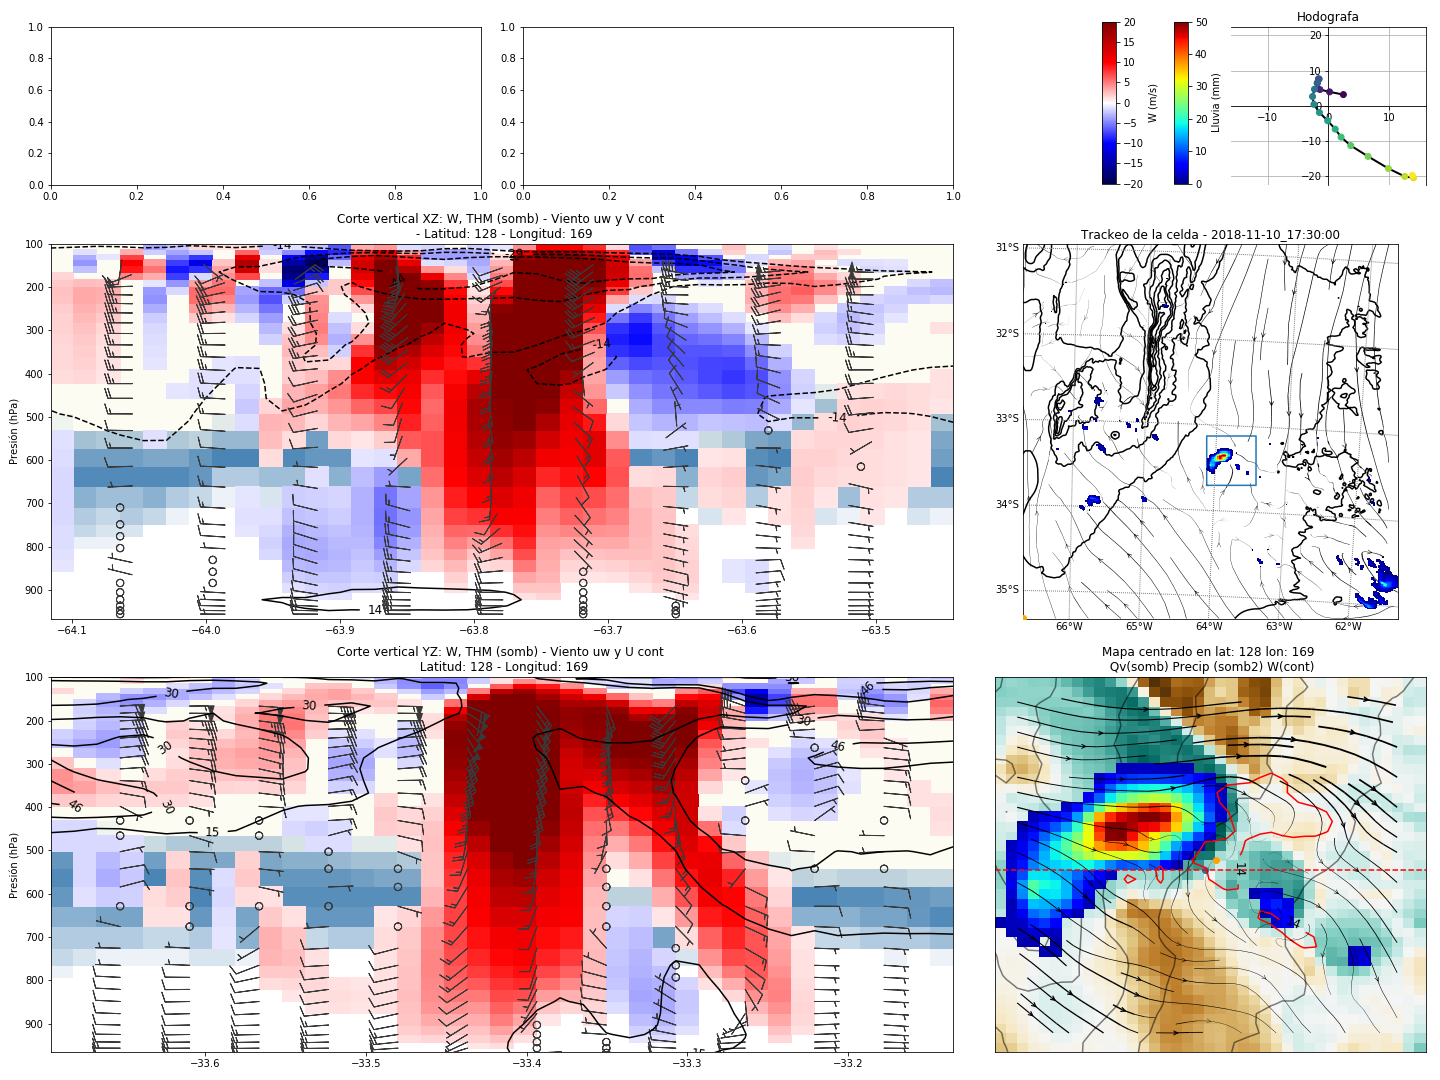 1.0
0.8
0.6
0.4
0.2
0.0
0.0 0.2 0.4 0.6 0.8 1.0
1.0
0.8
0.6
0.4
0.2
0.0
0.0 0.2 0.4 0.6 0.8 1.0
20
15
10
5
0
−5
−10
−15
−20
W (m/s)
50
40
30
20
10
0
Lluvia (mm)
Hodografa
20
10
0
−10
−20
−10 0 10
Corte vertical XZ: W, THM (somb) - Viento uw y V cont
- Latitud: 128 - Longitud: 169
Presión (hPa)
100
200
300
400
500
600
700
800
900
-14
-14
-14
14
−64.1 −64.0 −63.9 −63.8 −63.7 −63.6 −63.5
Trackeo de la celda - 2018-11-10_17:30:00
31°S
32°S
33°S
34°S
35°S
66°W 65°W 64°W 63°W 62°W
Corte vertical YZ: W, THM (somb) - Viento uw y U cont
Latitud: 128 - Longitud: 169
Presión (hPa)
100
200
300
400
500
600
700
800
900
30
30
30
46
30
15
46
30
46
15
−33.6 −33.5 −33.4 −33.3 −33.2
Mapa centrado en lat: 128 lon: 169
Qv(somb) Precip (somb2) W(cont)
14